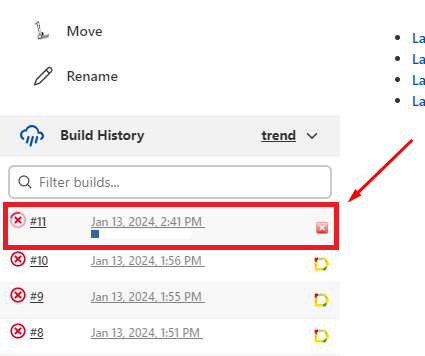 Move
Rename
Build History trend
Filter builds...
#11 Jan 13, 2024, 2:41 PM
#10 Jan 13, 2024, 1:56 PM
#9 Jan 13, 2024, 1:55 PM
#8 Jan 13, 2024, 1:51 PM
La
La
La
La